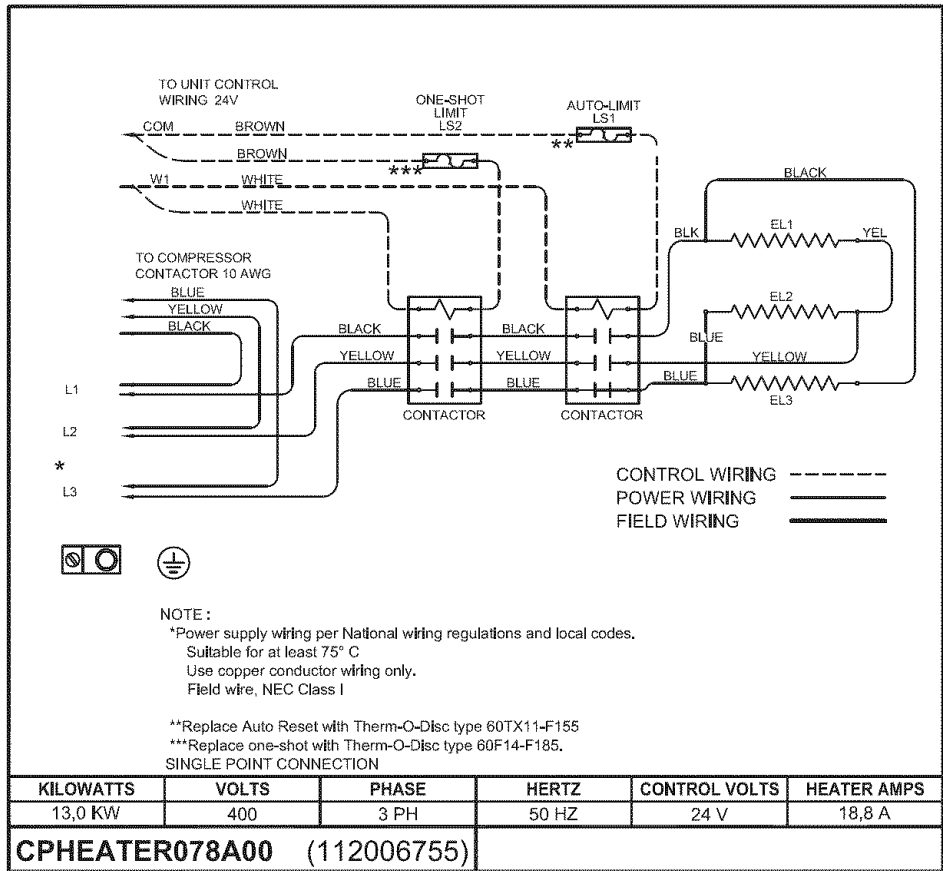 TO UNIT CONTROL
WIRING 24V
ONE-SHOT
LIMIT
LS2
AUTO-LIMIT
LS1
COM
BROWN
**
BROWN
***
W1
WHITE
WHITE
BLACK
BLK
EL1
YEL
TO COMPRESSOR
CONTACTOR 10 AWG
BLUE
YELLOW
BLACK
EL2
BLACK
BLACK
BLUE
YELLOW
YELLOW
YELLOW
BLUE
BLUE
BLUE
EL3
L1
CONTACTOR
CONTACTOR
L2
*
L3
CONTROL WIRING
POWER WIRING
FIELD WIRING
NOTE :
*Power supply wiring per National wiring regulations and local codes.
Suitable for at least 75° C
Use copper conductor wiring only.
Field wire, NEC Class I
**Replace Auto Reset with Therm-O-Disc type 60TX11-F155
***Replace one-shot with Therm-O-Disc type 60F14-F185.
SINGLE POINT CONNECTION
KILOWATTS VOLTS PHASE HERTZ CONTROL VOLTS HEATER AMPS
13,0 KW 400 3 PH 50 HZ 24 V 18,8 A
CPHEATER078A00 (112006755)